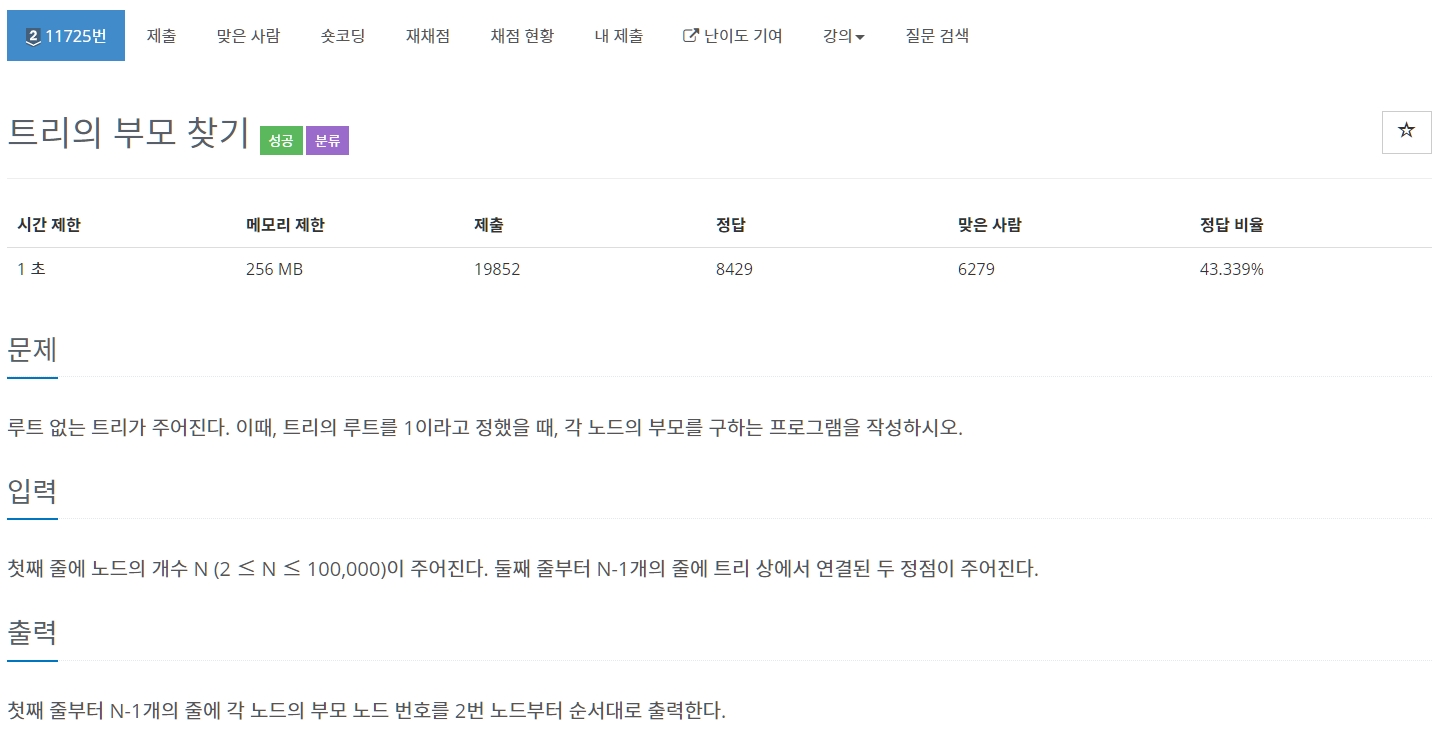 2 11725번 제출 맞은 사람 숏코딩 재채점 채점 현황 내 제출 난이도 기여 강의 질문 검색
트리의 부모 찾기 성공 분류
시간 제한 메모리 제한 제출 정답 맞은 사람 정답 비율
1 초 256 MB 19852 8429 6279 43.339%
문제
루트 없는 트리가 주어진다. 이때, 트리의 루트를 1이라고 정했을 때, 각 노드의 부모를 구하는 프로그램을 작성하시오.
입력
첫째 줄에 노드의 개수 N (2 ≤ N ≤ 100,000)이 주어진다. 둘째 줄부터 N-1개의 줄에 트리 상에서 연결된 두 정점이 주어진다.
출력
첫째 줄부터 N-1개의 줄에 각 노드의 부모 노드 번호를 2번 노드부터 순서대로 출력한다.